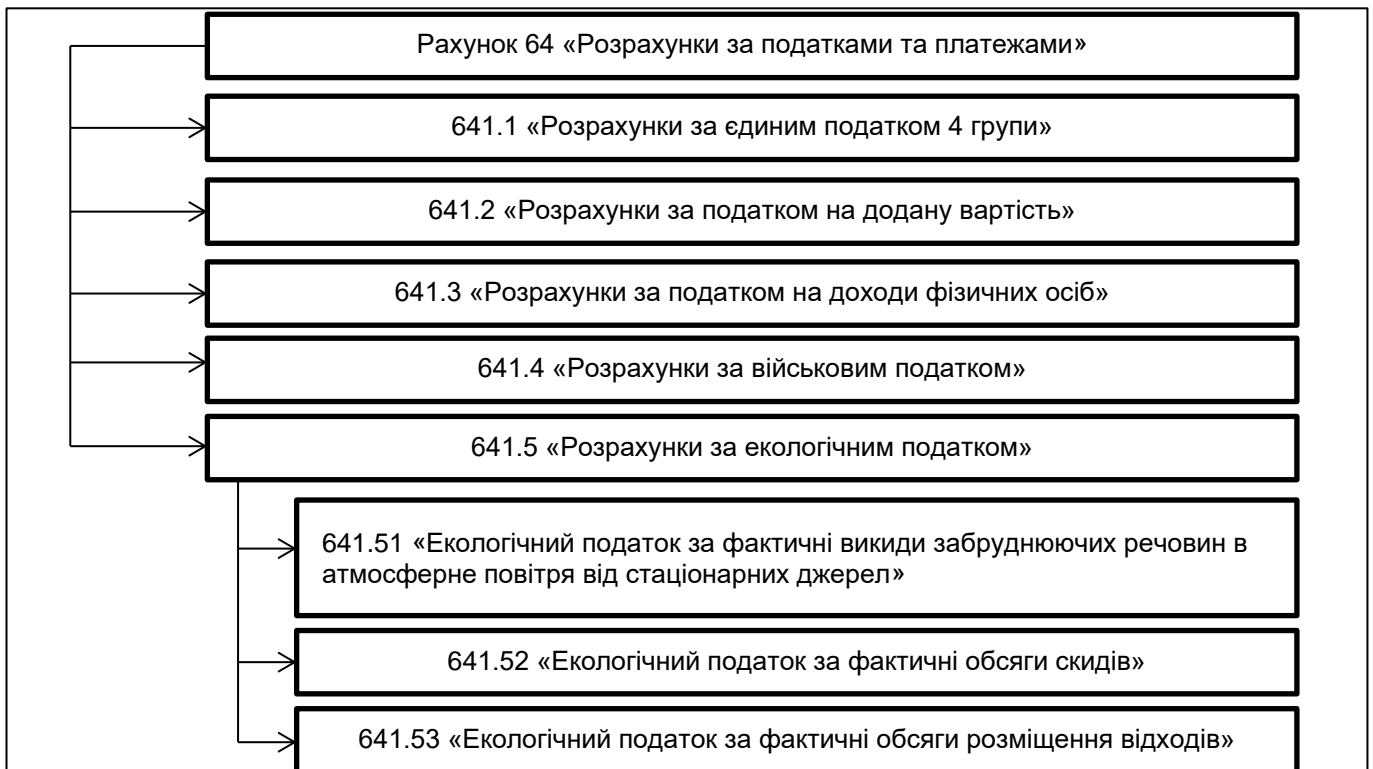 Рахунок 64 «Розрахунки за податками та платежами»
641.1 «Розрахунки за єдиним податком 4 групи»
641.2 «Розрахунки за податком на додану вартість»
641.3 «Розрахунки за податком на доходи фізичних осіб»
641.4 «Розрахунки за військовим податком»
641.5 «Розрахунки за екологічним податком»
641.51 «Екологічний податок за фактичні викиди забруднюючих речовин в
атмосферне повітря від стаціонарних джерел»
641.52 «Екологічний податок за фактичні обсяги скидів»
641.53 «Екологічний податок за фактичні обсяги розміщення відходів»